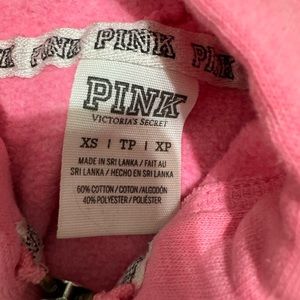 PINK PINK PINK
PINK
VICTORIA'S SECRET
XS | TP | XP
MADE IN SRI LANKA / FAIT AU
SRI LANKA / HECHO EN SRI LANKA
60% COTTON / COTON /ALGODÓN
40% POLYESTER / POLIÉSTER